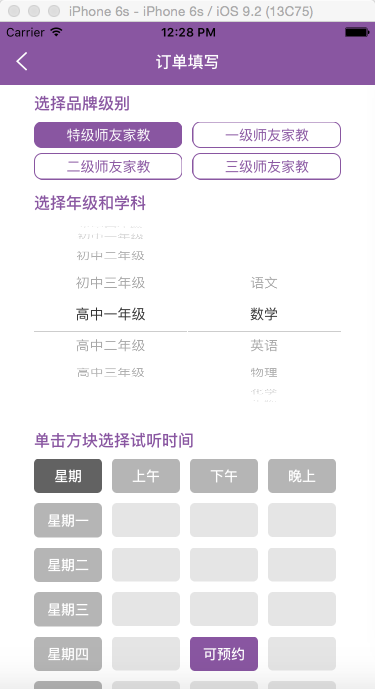 iPhone 6s - iPhone 6s / iOS 9.2 (13C75)
Carrier 12:28 PM
订单填写
选择品牌级别
特级师友家教 一级师友家教
二级师友家教 三级师友家教
选择年级和学科
初中二年级
初中三年级 语文
高中一年级 数学
高中二年级 英语
高中三年级 物理
单击方块选择试听时间
星期 上午 下午 晚上
星期一
星期二
星期三
星期四 可预约